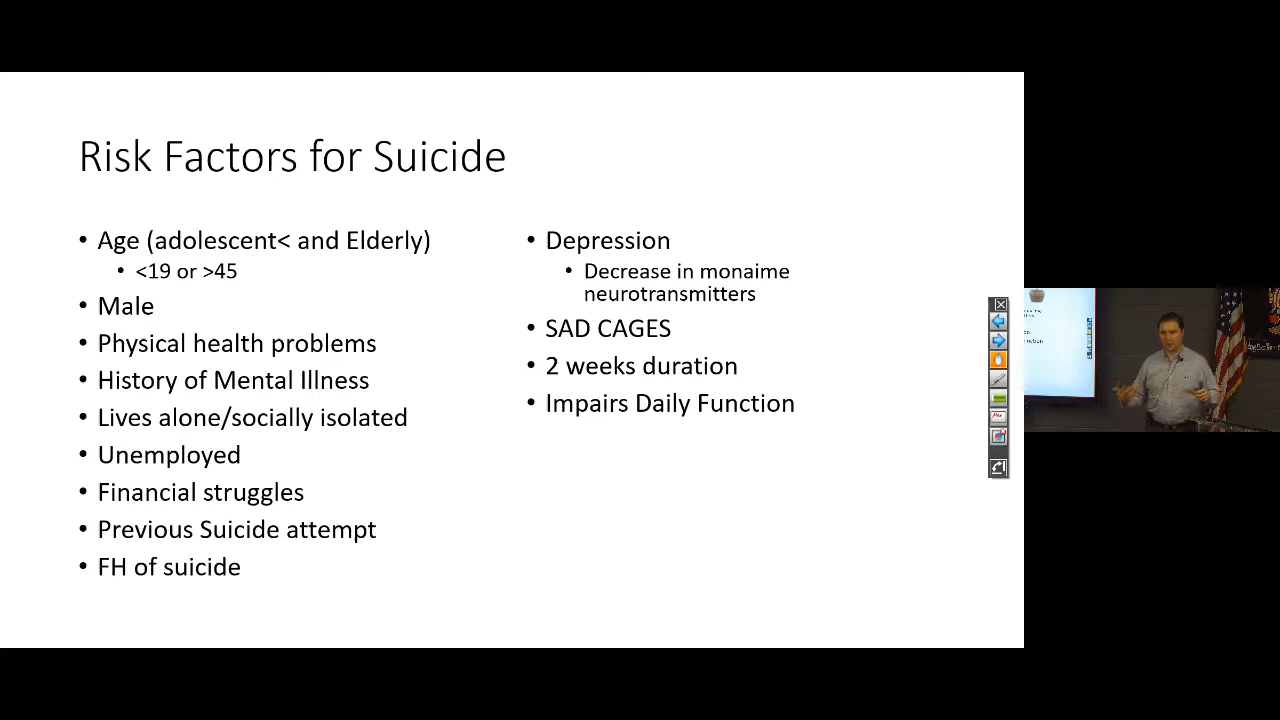 Risk Factors for Suicide
• Age (adolescent< and Elderly)
• <19 or >45
• Male
• Physical health problems
• History of Mental Illness
• Lives alone/socially isolated
• Unemployed
• Financial struggles
• Previous Suicide attempt
• FH of suicide
• Depression
• Decrease in monaime
neurotransmitters
• SAD CAGES
• 2 weeks duration
• Impairs Daily Function